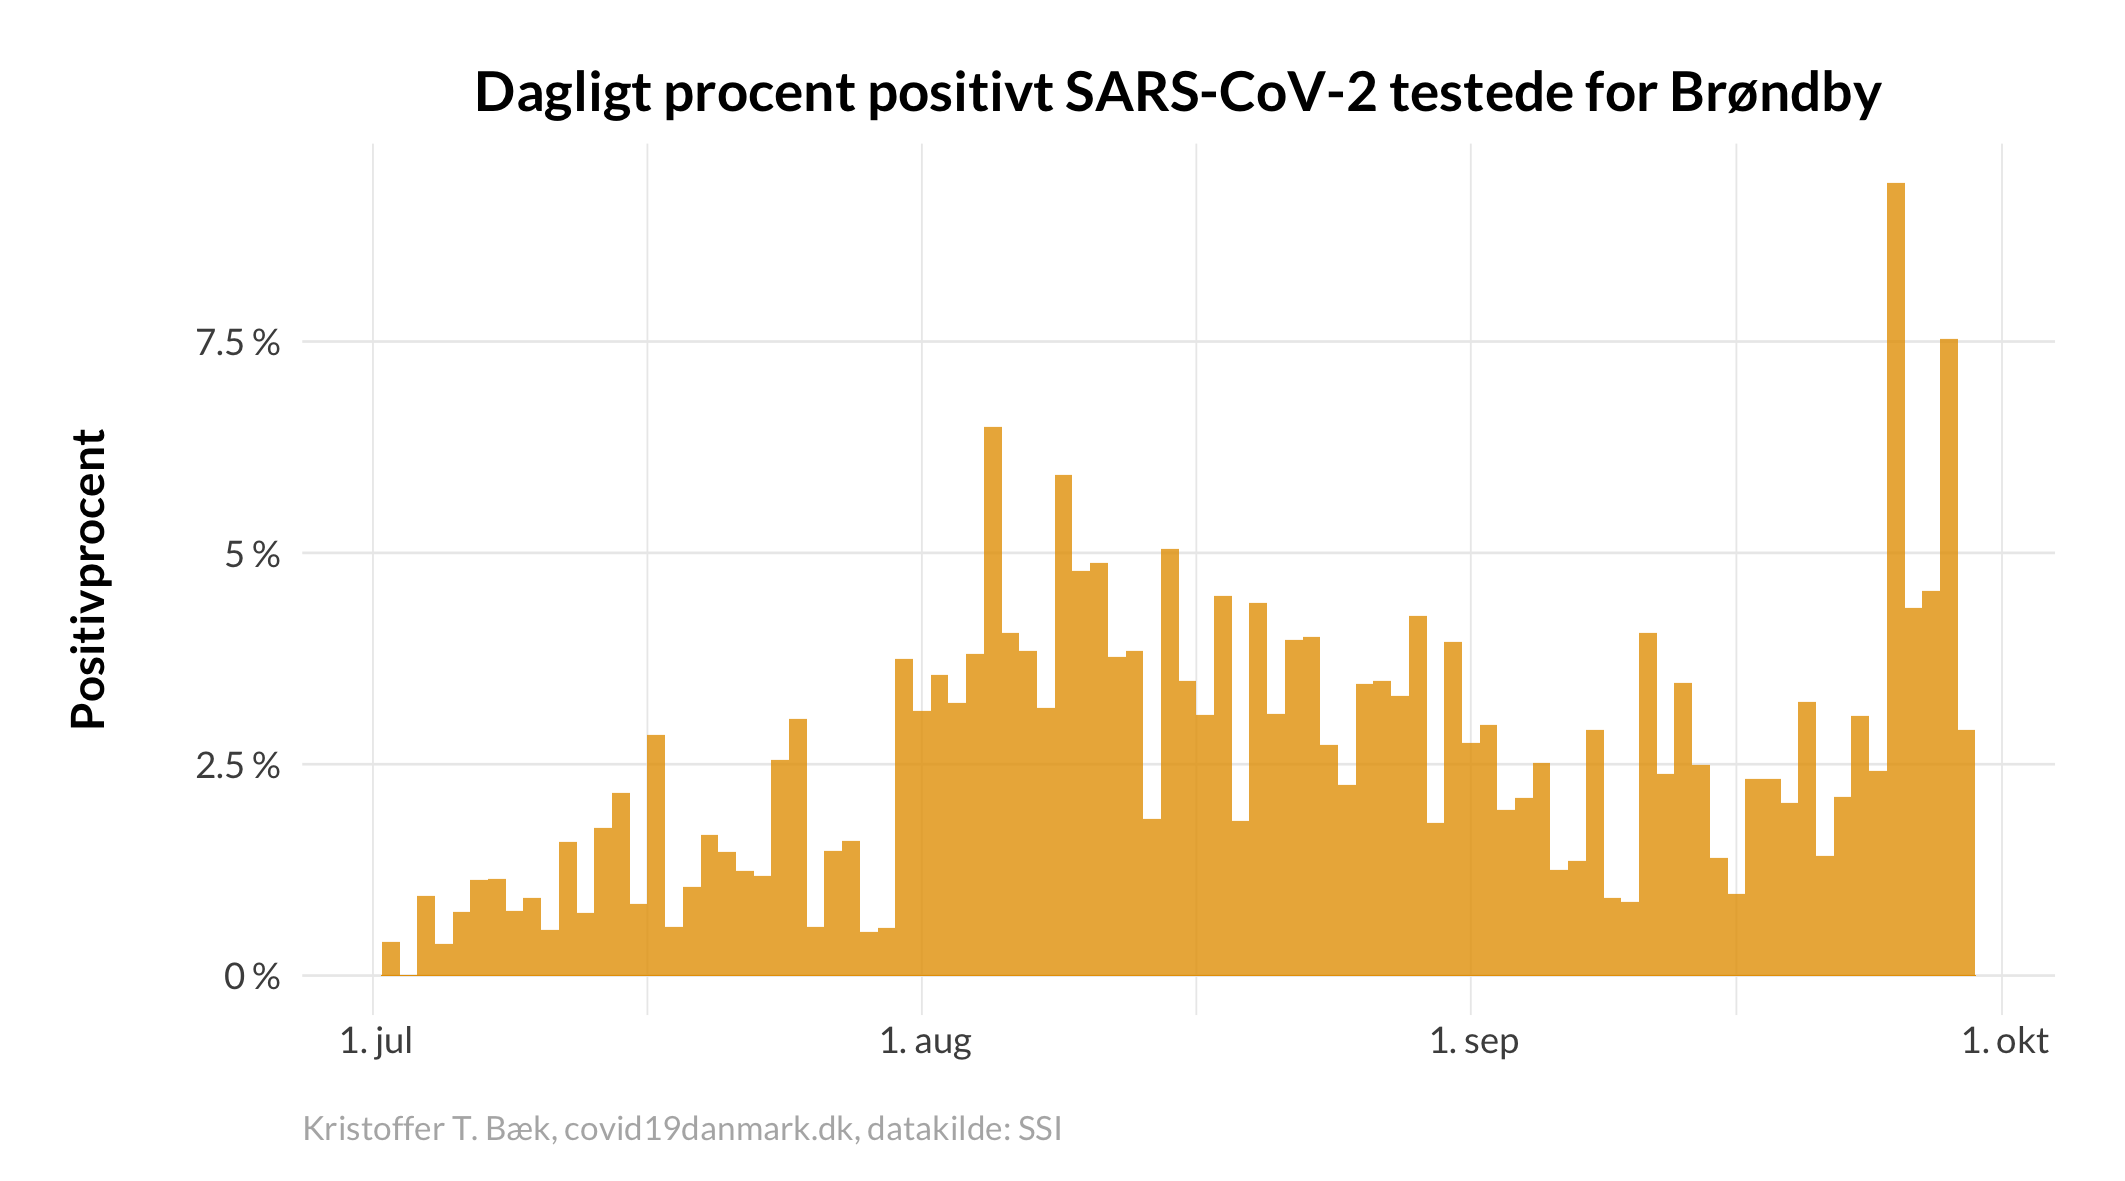 Dagligt procent positivt SARS-CoV-2 testede for Brøndby
Positivprocent
7.5 %
5 %
2.5 %
0 %
1. jul
1. aug
1. sep
1. okt
Kristoffer T. Bæk, covid19danmark.dk, datakilde: SSI